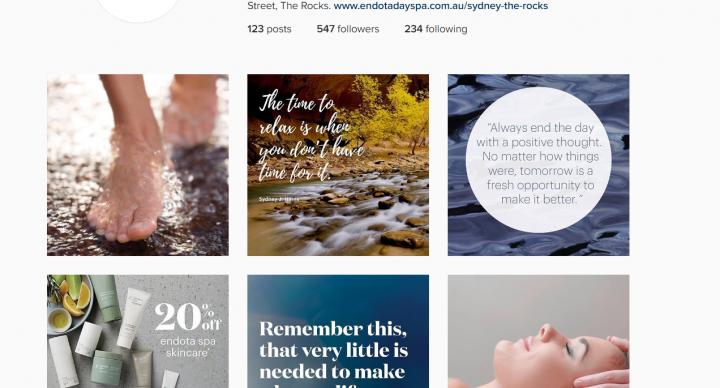 Street, The Rocks. www.endotadayspa.com.au/sydney-the-rocks
123 posts 547 followers 234 following
The time to
relax is when
you don't have
time for it.
Sydney J. Harris
"Always end the day
with a positive thought.
No matter how things
were, tomorrow is a
fresh opportunity to
make it better."
20% off
endota spa
skincare*
Remember this,
that very little is
needed to make